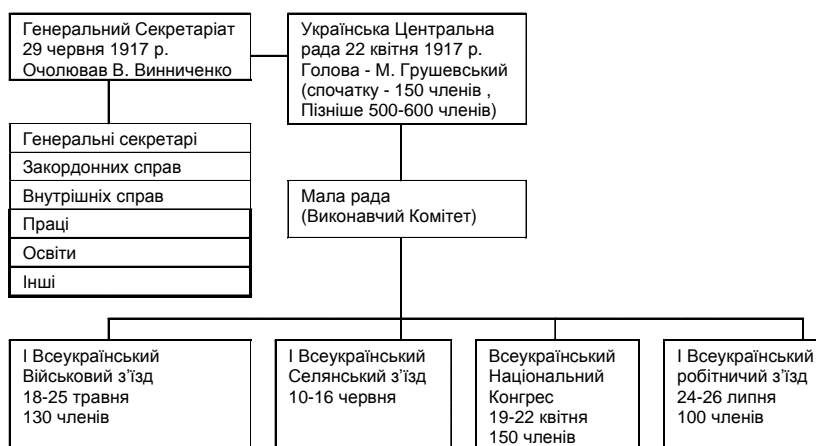 Генеральний Секретаріат
29 червня 1917 р.
Очолював В. Винниченко
Українська Центральна
рада 22 квітня 1917 р.
Голова - М. Грушевський
(спочатку - 150 членів ,
Пізніше 500-600 членів)
Генеральні секретарі
Закордонних справ
Внутрішніх справ
Праці
Освіти
Інші
Мала рада
(Виконавчий Комітет)
І Всеукраїнський
Військовий з’їзд
18-25 травня
130 членів
І Всеукраїнський
Селянський з’їзд
10-16 червня
Всеукраїнський
Національний
Конгрес
19-22 квітня
150 членів
І Всеукраїнський
робітничий з’їзд
24-26 липня
100 членів